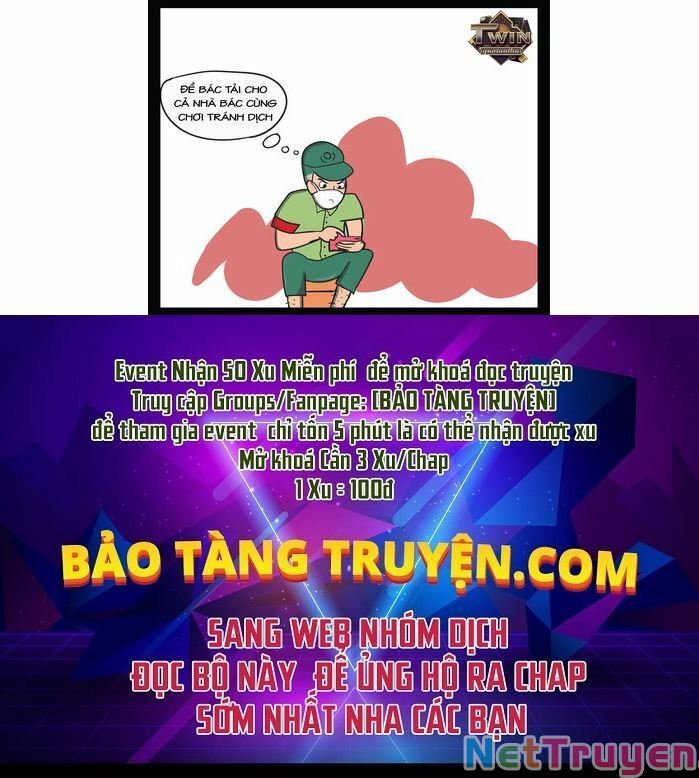 TWIN
quatanthu
ĐỂ BÁC TẢI CHO
CẢ NHÀ BÁC CÙNG
CHƠI TRÁNH DỊCH
Event Nhận 50 Xu Miễn phí để mở khoá đọc truyện
Truy cập Groups/Fanpage: [BẢO TÀNG TRUYỆN]
để tham gia event chỉ tốn 5 phút là có thể nhận được xu
Mở khoá Cần 3 Xu/Chap
1 Xu = 100đ
BẢO TÀNG TRUYỆN.COM
SANG WEB NHÓM DỊCH
ĐỌC BỘ NÀY ĐỂ ỦNG HỘ RA CHAP
SỚM NHẤT NHA CÁC BẠN
NetTruyen